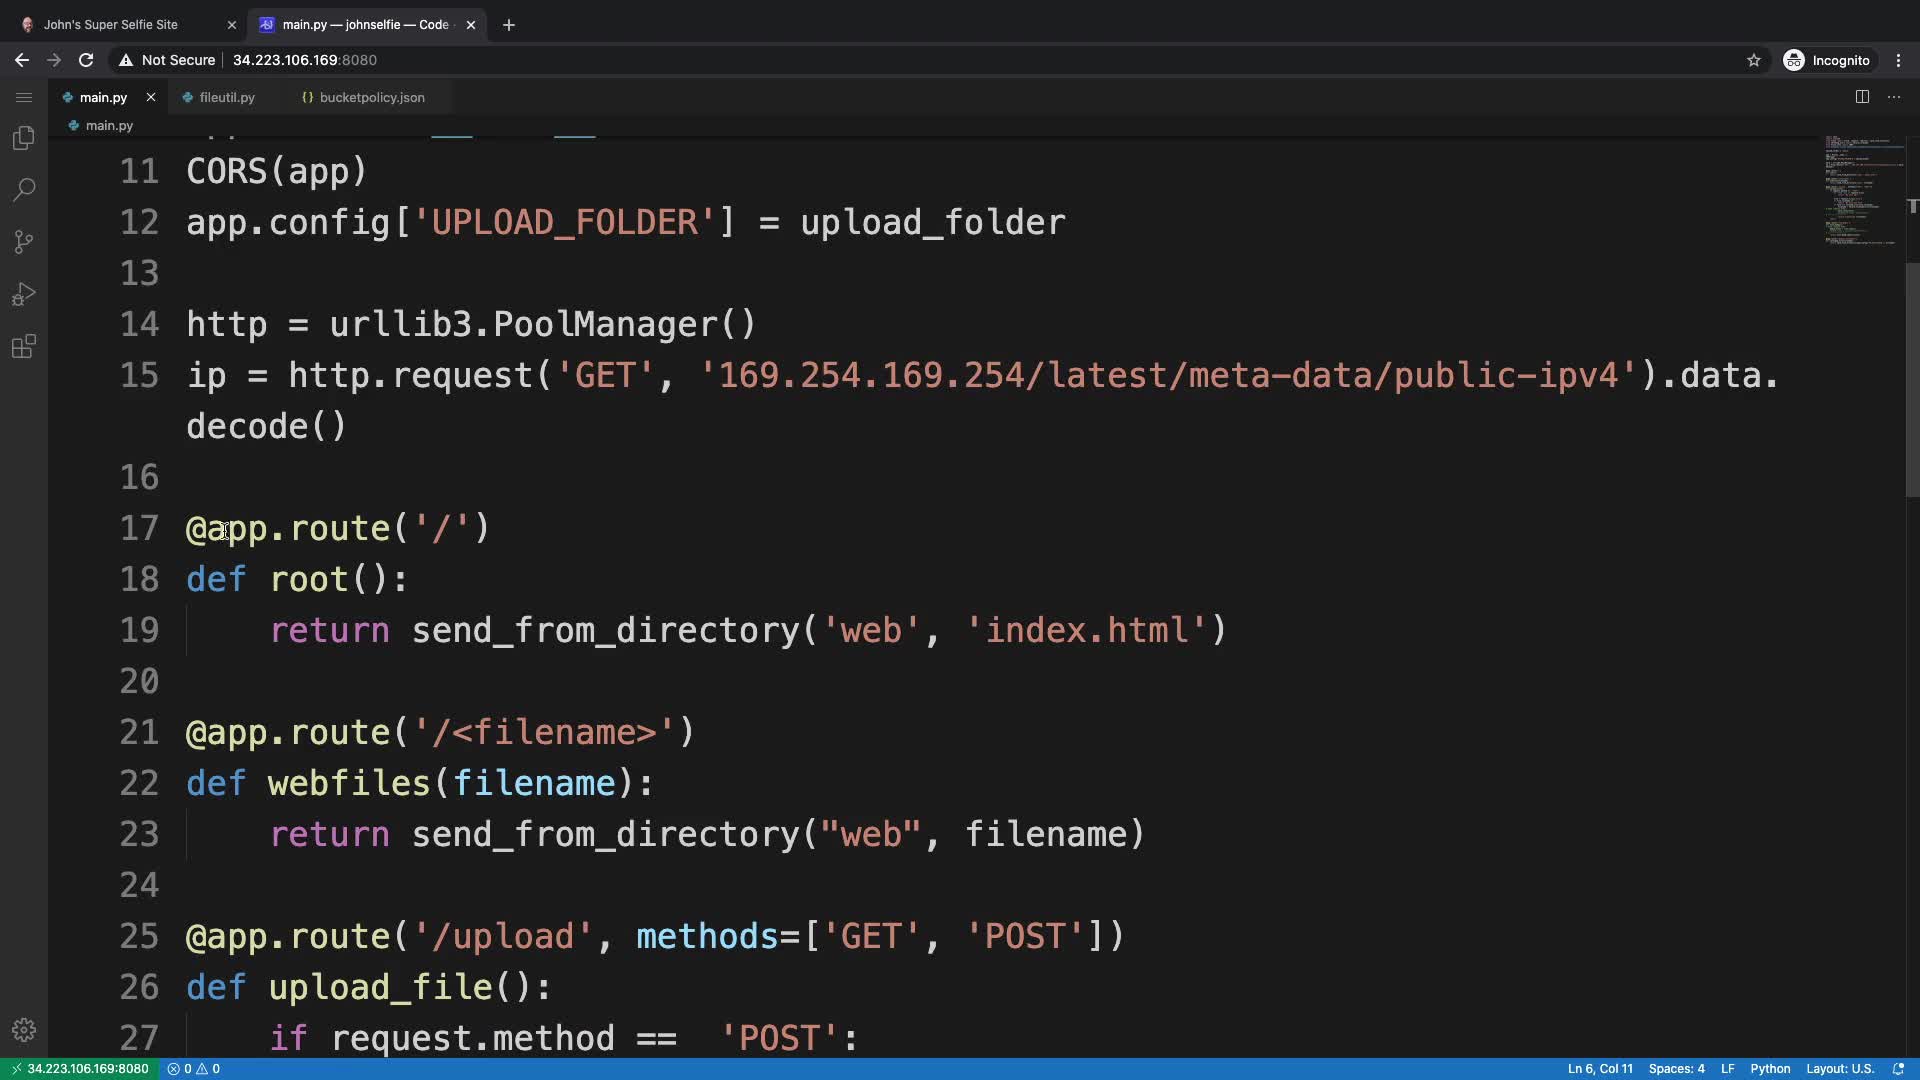 John's Super Selfie Site
main.py — johnselfie — Code
Not Secure
34.223.106.169:8080
Incognito
main.py
fileutil.py
{} bucketpolicy.json
main.py
11 CORS(app)
12 app.config['UPLOAD_FOLDER'] = upload_folder
13
14 http = urllib3.PoolManager()
15 ip = http.request('GET', '169.254.169.254/latest/meta-data/public-ipv4').data.
decode()
16
17 @app.route('/')
18 def root():
19 return send_from_directory('web', 'index.html')
20
21 @app.route('/<filename>')
22 def webfiles(filename):
23 return send_from_directory("web", filename)
24
25 @app.route('/upload', methods=['GET', 'POST'])
26 def upload_file():
27 if request.method == 'POST':
34.223.106.169:8080 0 0 Ln 6, Col 11 Spaces: 4 LF Python Layout: U.S.